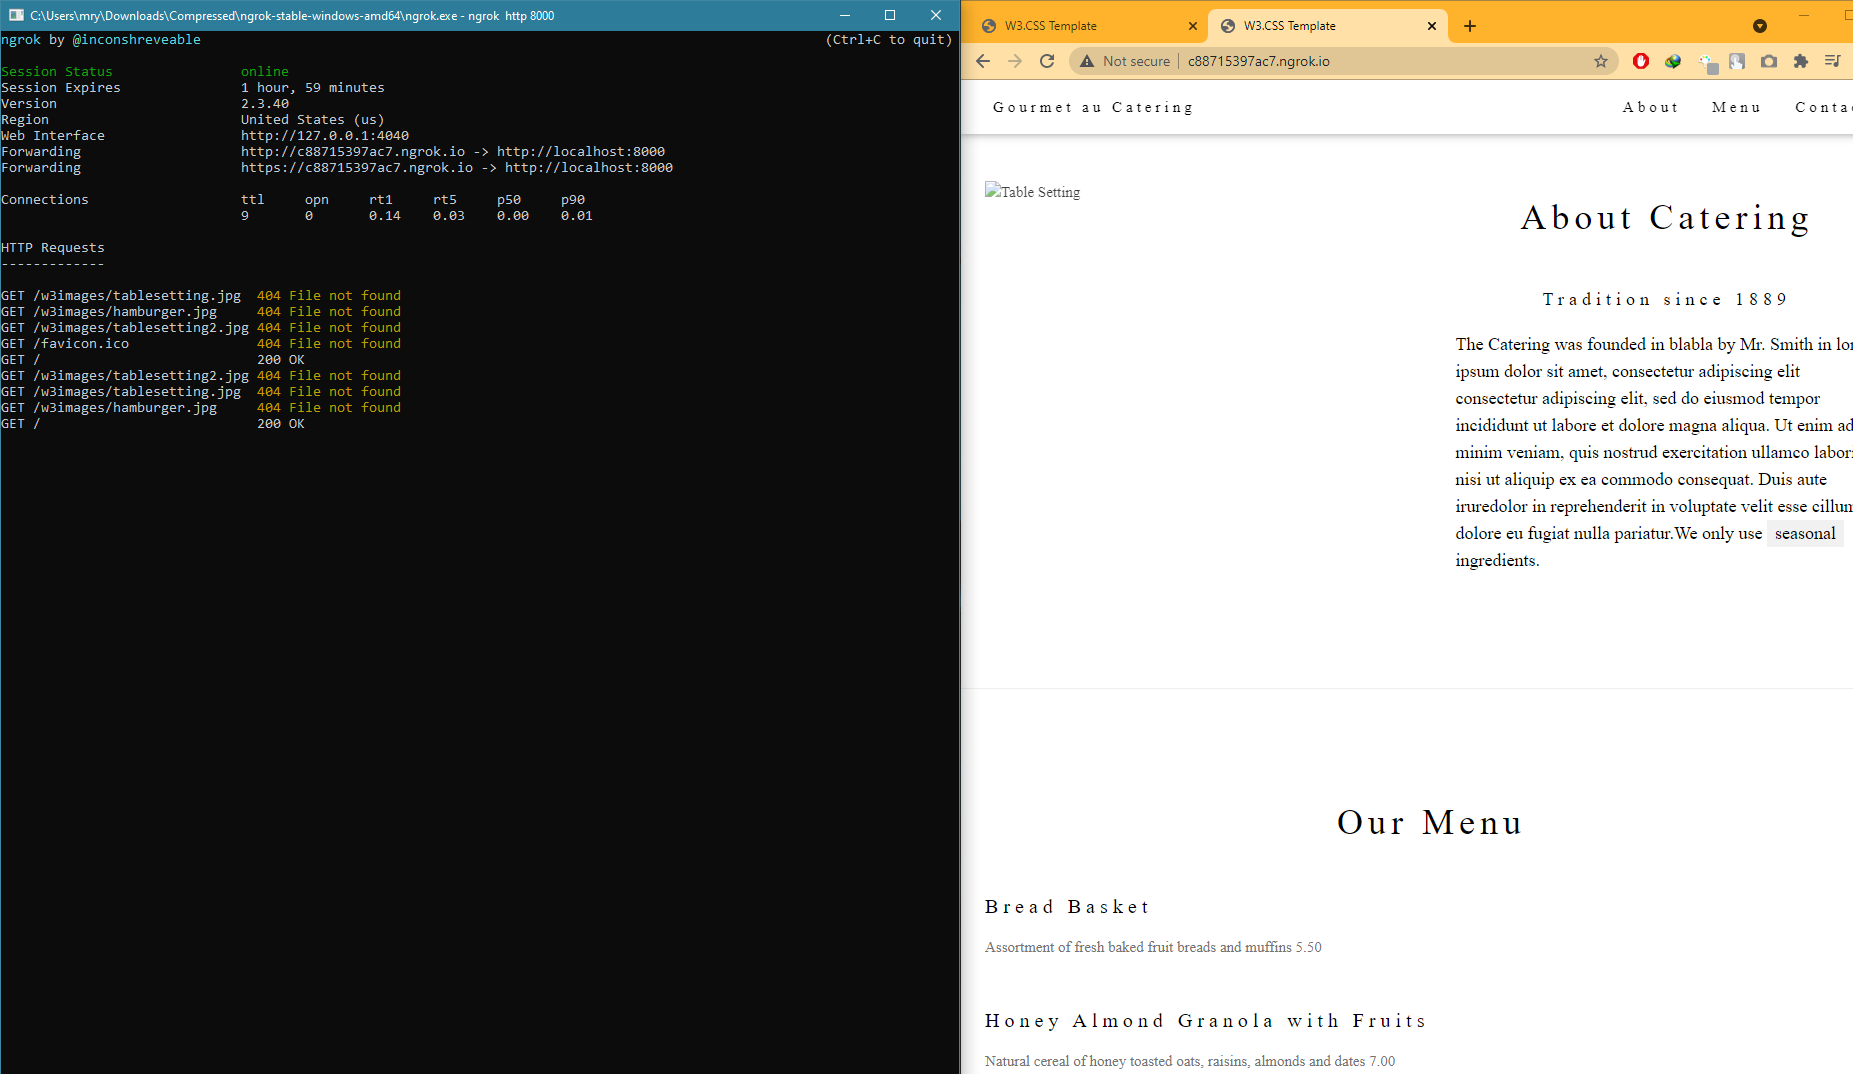 C:\Users\mry\Downloads\Compressed\ngrok-stable-windows-amd64\ngrok.exe - ngrok  http 8000
ngrok by @inconshreveable (Ctrl+C to quit)
Session Status online
Session Expires 1 hour, 59 minutes
Version 2.3.40
Region United States (us)
Web Interface http://127.0.0.1:4040
Forwarding http://c88715397ac7.ngrok.io -> http://localhost:8000
Forwarding https://c88715397ac7.ngrok.io -> http://localhost:8000
Connections ttl opn rt1 rt5 p50 p90
9 0 0.14 0.03 0.00 0.01
HTTP Requests
-------------
GET /w3images/tablesetting.jpg 404 File not found
GET /w3images/hamburger.jpg 404 File not found
GET /w3images/tablesetting2.jpg 404 File not found
GET /favicon.ico 404 File not found
GET / 200 OK
GET /w3images/tablesetting2.jpg 404 File not found
GET /w3images/tablesetting.jpg 404 File not found
GET /w3images/hamburger.jpg 404 File not found
GET / 200 OK
W3.CSS Template
W3.CSS Template
Not secure | c88715397ac7.ngrok.io
Gourmet au Catering
About Menu Contac
Table Setting
About Catering
Tradition since 1889
The Catering was founded in blabla by Mr. Smith in lor
ipsum dolor sit amet, consectetur adipiscing elit
consectetur adipiscing elit, sed do eiusmod tempor
incididunt ut labore et dolore magna aliqua. Ut enim ad
minim veniam, quis nostrud exercitation ullamco labori
nisi ut aliquip ex ea commodo consequat. Duis aute
iruredolor in reprehenderit in voluptate velit esse cillum
dolore eu fugiat nulla pariatur.We only use seasonal
ingredients.
Our Menu
Bread Basket
Assortment of fresh baked fruit breads and muffins 5.50
Honey Almond Granola with Fruits
Natural cereal of honey toasted oats, raisins, almonds and dates 7.00